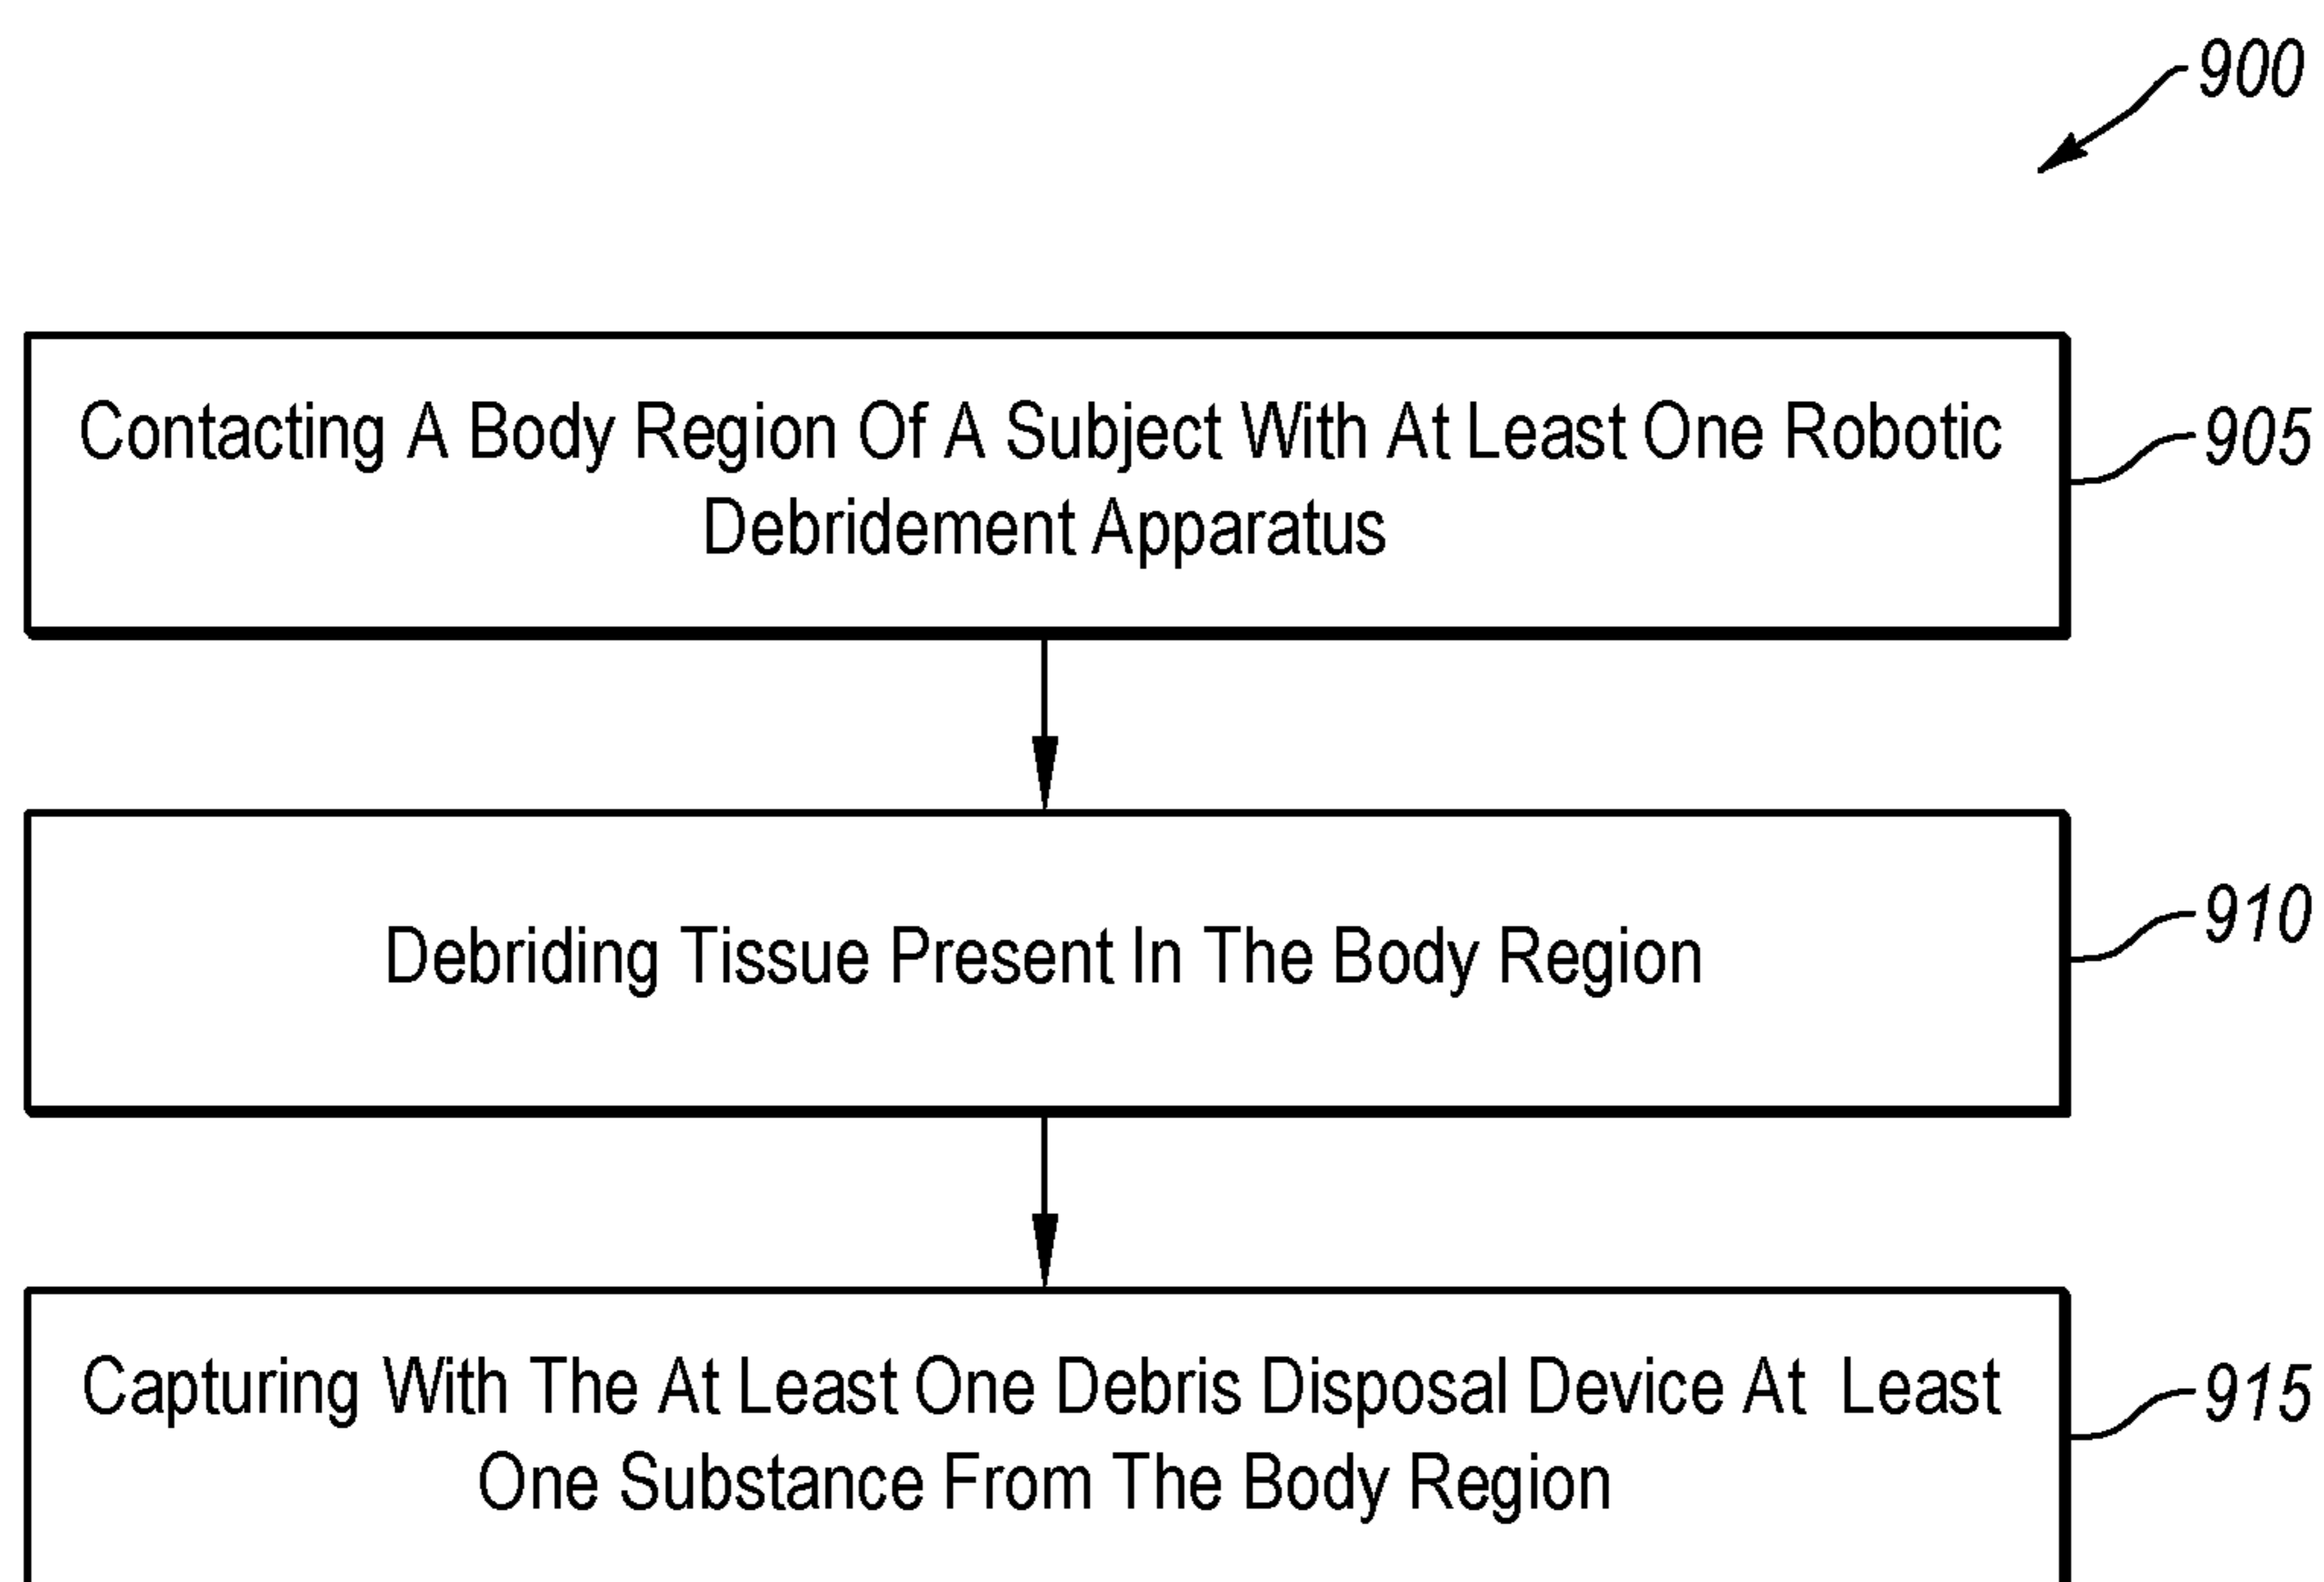 900
Contacting A Body Region Of A Subject With At Least One Robotic
Debridement Apparatus
905
Debriding Tissue Present In The Body Region
910
Capturing With The At Least One Debris Disposal Device At Least
One Substance From The Body Region
915